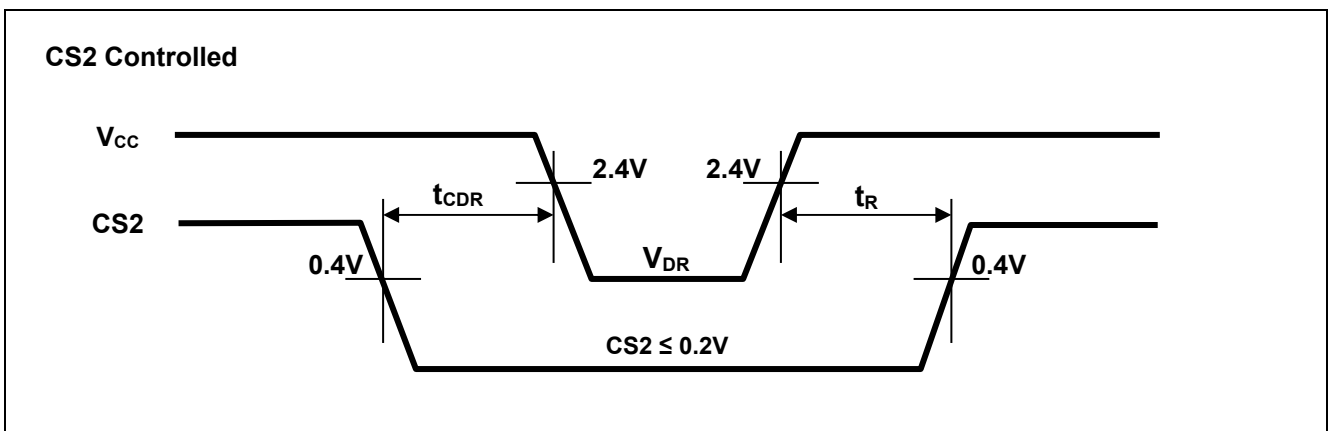 CS2 Controlled
VCC
2.4V 2.4V
tCDR tR
CS2
0.4V VDR 0.4V
CS2 ≤ 0.2V